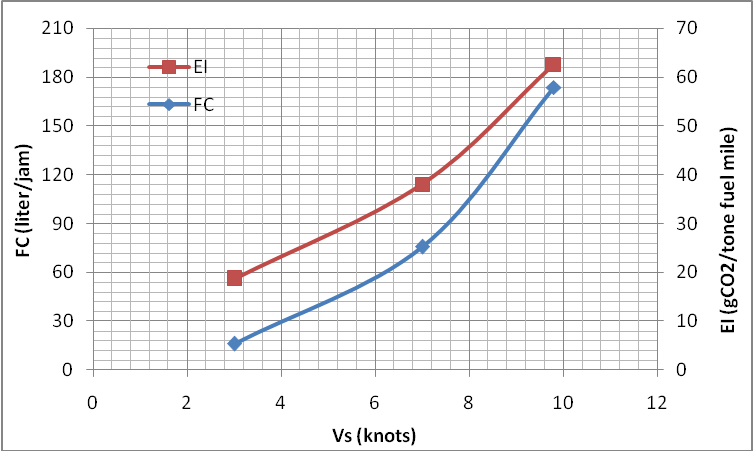 210
180
150
120
90
60
30
0
FC (liter/jam)
EI
FC
70
60
50
40
30
20
10
0
EI (gCO2/tone fuel mile)
0 2 4 6 8 10 12
Vs (knots)